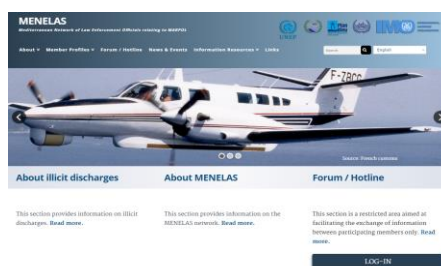 MENELAS
Mediterranean Network of Law Enforcement Officials relating to MARPOL
About Member Profiles Forum / Hotline News & Events Information Resources Links
Search English
F-ZBCG
Source: French customs
About illicit discharges
About MENELAS
Forum / Hotline
This section provides information on illicit
discharges. Read more.
This section provides information on the
MENELAS network. Read more.
This section is a restricted area aimed at
facilitating the exchange of information
between participating members only. Read
more.
LOG-IN